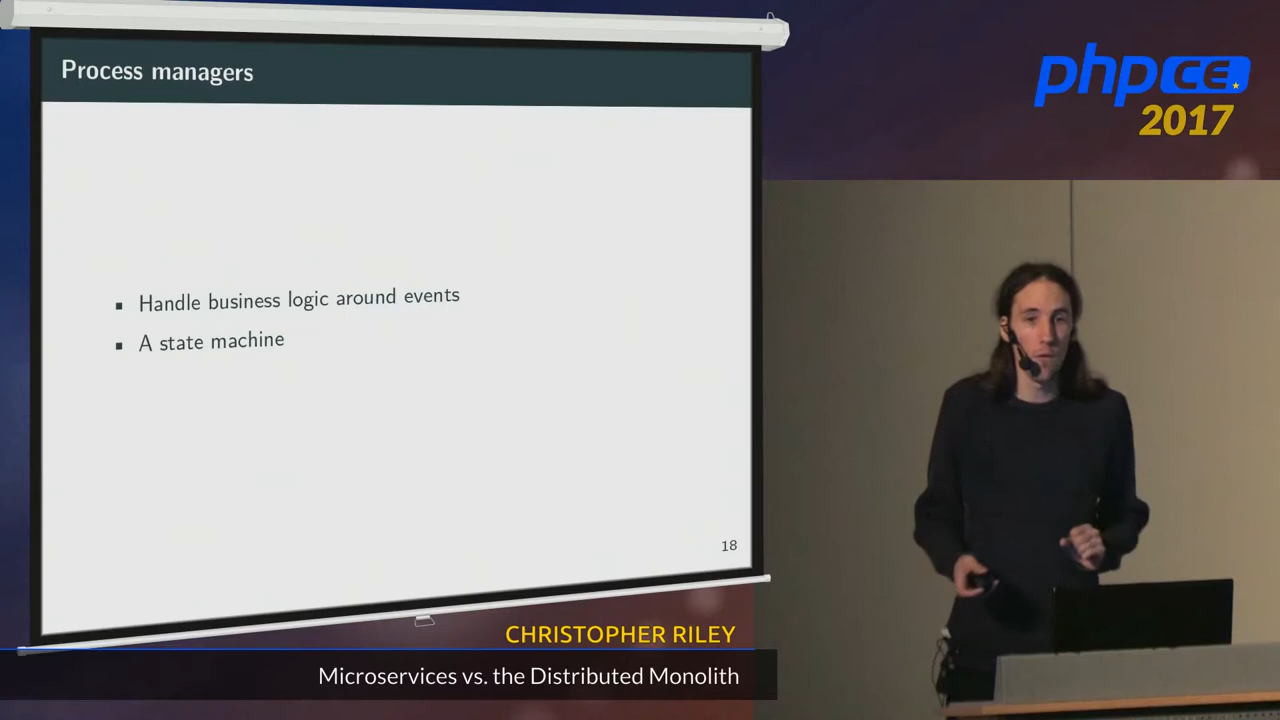 Process managers
Handle business logic around events
A state machine
18
phpCE
2017
CHRISTOPHER RILEY
Microservices vs. the Distributed Monolith